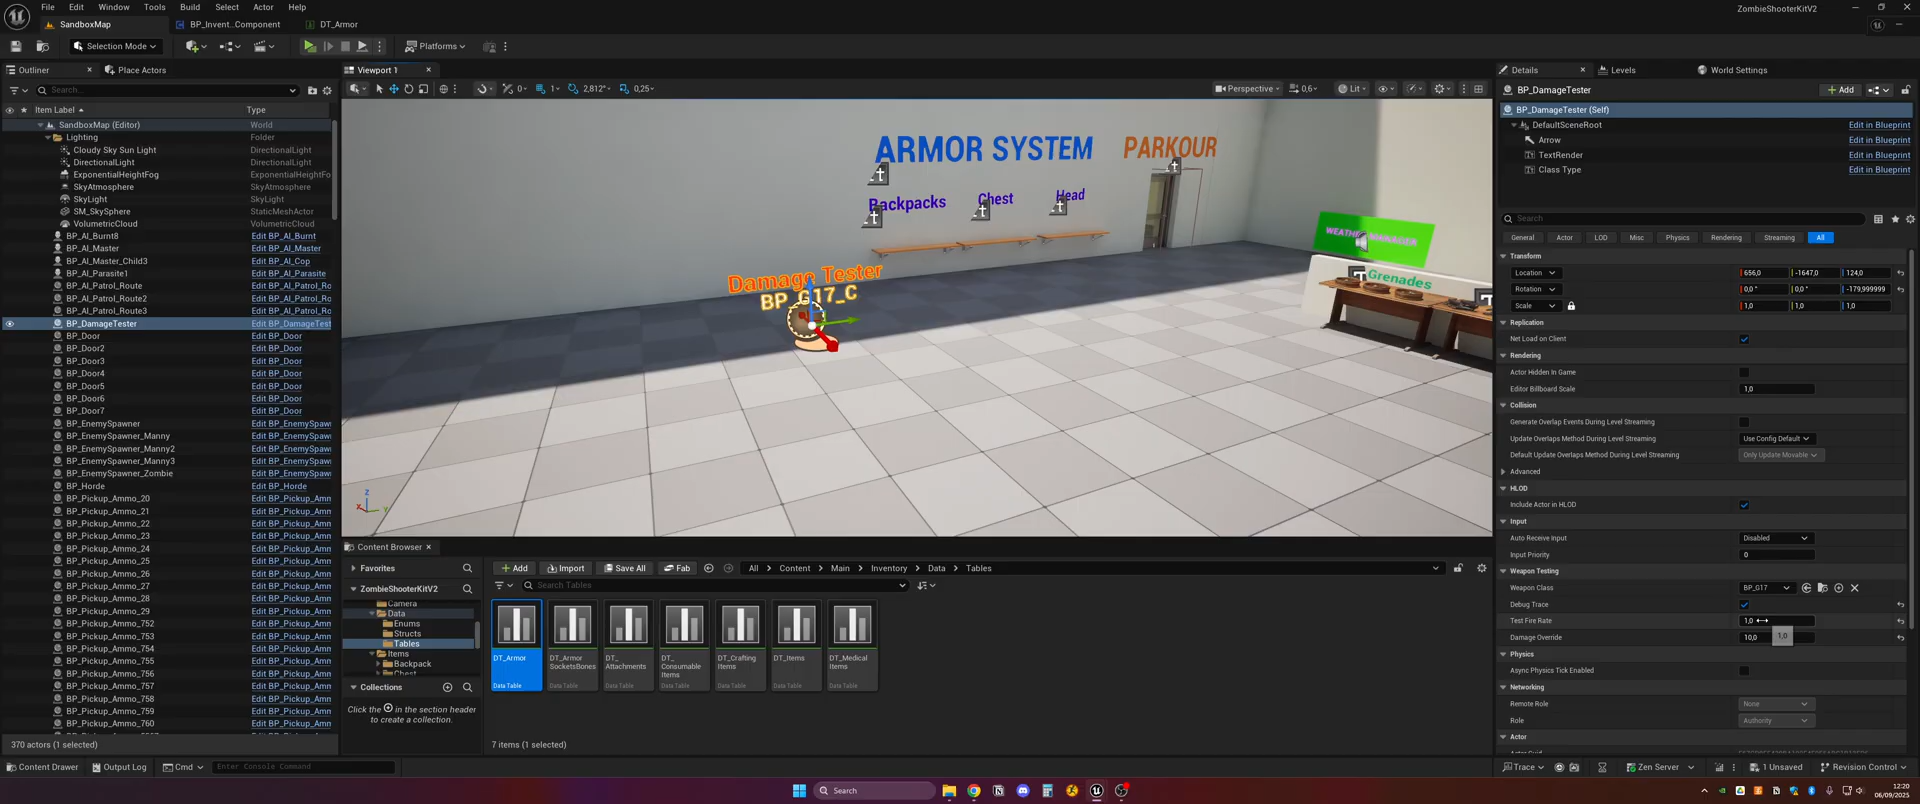 File Edit Window Tools Build Select Actor Help
ZombieShooterKitV2
SandboxMap BP_Invent...Component DT_Armor
Selection Mode Platforms
Outliner Place Actors
Search...
Item Label Type
SandboxMap (Editor) World
Lighting Folder
Cloudy Sky Sun Light DirectionalLight
DirectionalLight DirectionalLight
ExponentialHeightFog ExponentialHeightFo
SkyAtmosphere SkyAtmosphere
SkyLight SkyLight
SM_SkySphere StaticMeshActor
VolumetricCloud VolumetricCloud
BP_AI_Burnt8 Edit BP_AI_Burnt
BP_AI_Master Edit BP_AI_Master
BP_AI_Master_Child3 Edit BP_AI_Cop
BP_AI_Parasite1 Edit BP_AI_Parasite
BP_AI_Patrol_Route Edit BP_AI_Patrol_Ro
BP_AI_Patrol_Route2 Edit BP_AI_Patrol_Ro
BP_AI_Patrol_Route3 Edit BP_AI_Patrol_Ro
BP_DamageTester Edit BP_DamageTest
BP_Door Edit BP_Door
BP_Door2 Edit BP_Door
BP_Door3 Edit BP_Door
BP_Door4 Edit BP_Door
BP_Door5 Edit BP_Door
BP_Door6 Edit BP_Door
BP_Door7 Edit BP_Door
BP_EnemySpawner Edit BP_EnemySpawn
BP_EnemySpawner_Manny Edit BP_EnemySpawn
BP_EnemySpawner_Manny2 Edit BP_EnemySpawn
BP_EnemySpawner_Manny3 Edit BP_EnemySpawn
BP_EnemySpawner_Zombie Edit BP_EnemySpawn
BP_Horde Edit BP_Horde
BP_Pickup_Ammo_20 Edit BP_Pickup_Amm
BP_Pickup_Ammo_21 Edit BP_Pickup_Amm
BP_Pickup_Ammo_22 Edit BP_Pickup_Amm
BP_Pickup_Ammo_23 Edit BP_Pickup_Amm
BP_Pickup_Ammo_24 Edit BP_Pickup_Amm
BP_Pickup_Ammo_25 Edit BP_Pickup_Amm
BP_Pickup_Ammo_26 Edit BP_Pickup_Amm
BP_Pickup_Ammo_27 Edit BP_Pickup_Amm
BP_Pickup_Ammo_28 Edit BP_Pickup_Amm
BP_Pickup_Ammo_29 Edit BP_Pickup_Amm
BP_Pickup_Ammo_752 Edit BP_Pickup_Amm
BP_Pickup_Ammo_753 Edit BP_Pickup_Amm
BP_Pickup_Ammo_754 Edit BP_Pickup_Amm
BP_Pickup_Ammo_755 Edit BP_Pickup_Amm
BP_Pickup_Ammo_756 Edit BP_Pickup_Amm
BP_Pickup_Ammo_757 Edit BP_Pickup_Amm
BP_Pickup_Ammo_758 Edit BP_Pickup_Amm
BP_Pickup_Ammo_759 Edit BP_Pickup_Amm
BP_Pickup_Ammo_760 Edit BP_Pickup_Amm
370 actors (1 selected)
Viewport 1
0 1 2,812° 0,25 Perspective 0,6 Lit
ARMOR SYSTEM PARKOUR
Backpacks Chest Head
WEATHER MANAGER
Damage Tester
BP_G17_C
Grenades
Content Browser
Favorites
ZombieShooterKitV2
Camera
Data
Enums
Structs
Tables
Items
Backpack
Collections
Click the in the section header
to create a collection.
Add Import Save All Fab All Content Main Inventory Data Tables
Search Tables
DT_Armor
Data Table
DT_Armor
SocketsBones
Data Table
DT_
Attachments
Data Table
DT_
Consumable
Items
Data Table
DT_Crafting
Items
Data Table
DT_Items
Data Table
DT_Medical
Items
Data Table
7 items (1 selected)
Details Levels World Settings
BP_DamageTester Add
BP_DamageTester (Self)
DefaultSceneRoot Edit in Blueprint
Arrow Edit in Blueprint
TextRender Edit in Blueprint
Class Type Edit in Blueprint
Search
General Actor LOD Misc Physics Rendering Streaming All
Transform
Location 656,0 -1647,0 124,0
Rotation 0,0 ° 0,0 ° -179,999999
Scale 1,0 1,0 1,0
Replication
Net Load on Client
Rendering
Actor Hidden In Game
Editor Billboard Scale 1,0
Collision
Generate Overlap Events During Level Streaming
Update Overlaps Method During Level Streaming Use Config Default
Default Update Overlaps Method During Level Streaming Only Update Movable
Advanced
HLOD
Include Actor in HLOD
Input
Auto Receive Input Disabled
Input Priority 0
Weapon Testing
Weapon Class BP_G17
Debug Trace
Test Fire Rate 1,0
Damage Override 10,0 1,0
Physics
Async Physics Tick Enabled
Networking
Remote Role None
Role Authority
Actor
Content Drawer Output Log Cmd Enter Console Command
Trace Zen Server 1 Unsaved Revision Control
Search
12:20
06/09/2025